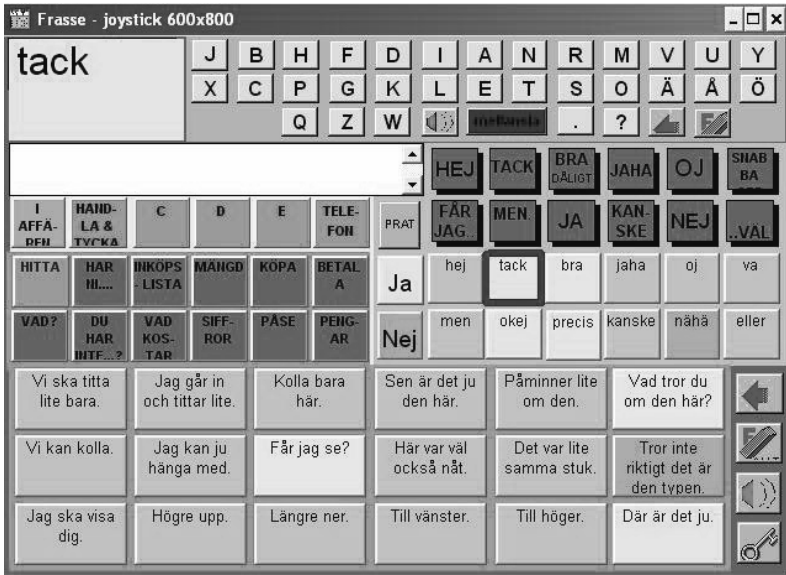 Frasse - joystick 600x800
tack
J B H F D I A N R M V U Y
X C P G K L E T S O Ä Å Ö
Q Z W mellanslag . ?
HEJ TACK BRA DÅLIGT JAHA OJ SNAB BA
FÅR JAG.. MEN. JA KAN- SKE NEJ ..VÄL
I AFFÄ- REN HAND- LA & TYCKA C D E TELE- FON PRAT
HITTA HAR NI.... INKÖPS - LISTA MÄNGD KÖPA BETAL A Ja hej tack bra jaha oj va
VAD? DU HAR INTE...? VAD KOS- TAR SIFF- ROR PÅSE PENG- AR Nej men okej precis kanske nähä eller
Vi ska titta lite bara. Jag går in och tittar lite. Kolla bara här. Sen är det ju den här. Påminner lite om den. Vad tror du om den här?
Vi kan kolla. Jag kan ju hänga med. Får jag se? Här var väl också nåt. Det var lite samma stuk. Tror inte riktigt det är den typen.
Jag ska visa dig. Högre upp. Längre ner. Till vänster. Till höger. Där är det ju.